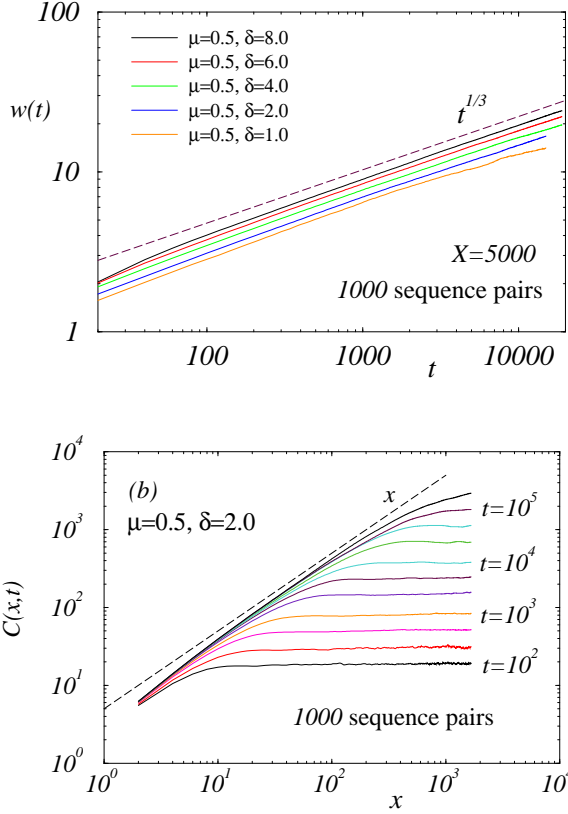 100
μ=0.5, δ=8.0
μ=0.5, δ=6.0
μ=0.5, δ=4.0
μ=0.5, δ=2.0
μ=0.5, δ=1.0
w(t)
t^{1/3}
10
X=5000
1000 sequence pairs
1
100 1000 10000
t
10^4
(b)
μ=0.5, δ=2.0
x
t=10^5
10^3
t=10^4
C(x,t)
10^2
t=10^3
t=10^2
10^1
1000 sequence pairs
10^0
10^0 10^1 10^2 10^3
x